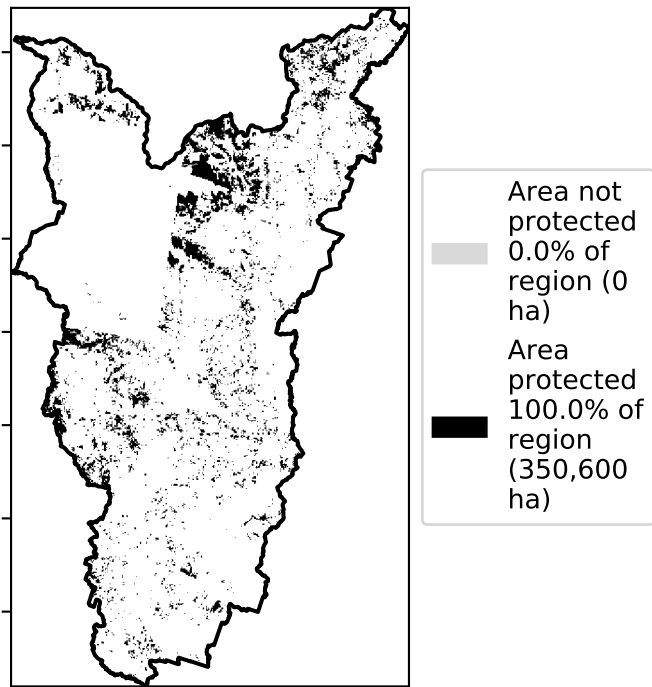 Area not
protected
0.0% of
region (0
ha)
Area
protected
100.0% of
region
(350,600
ha)